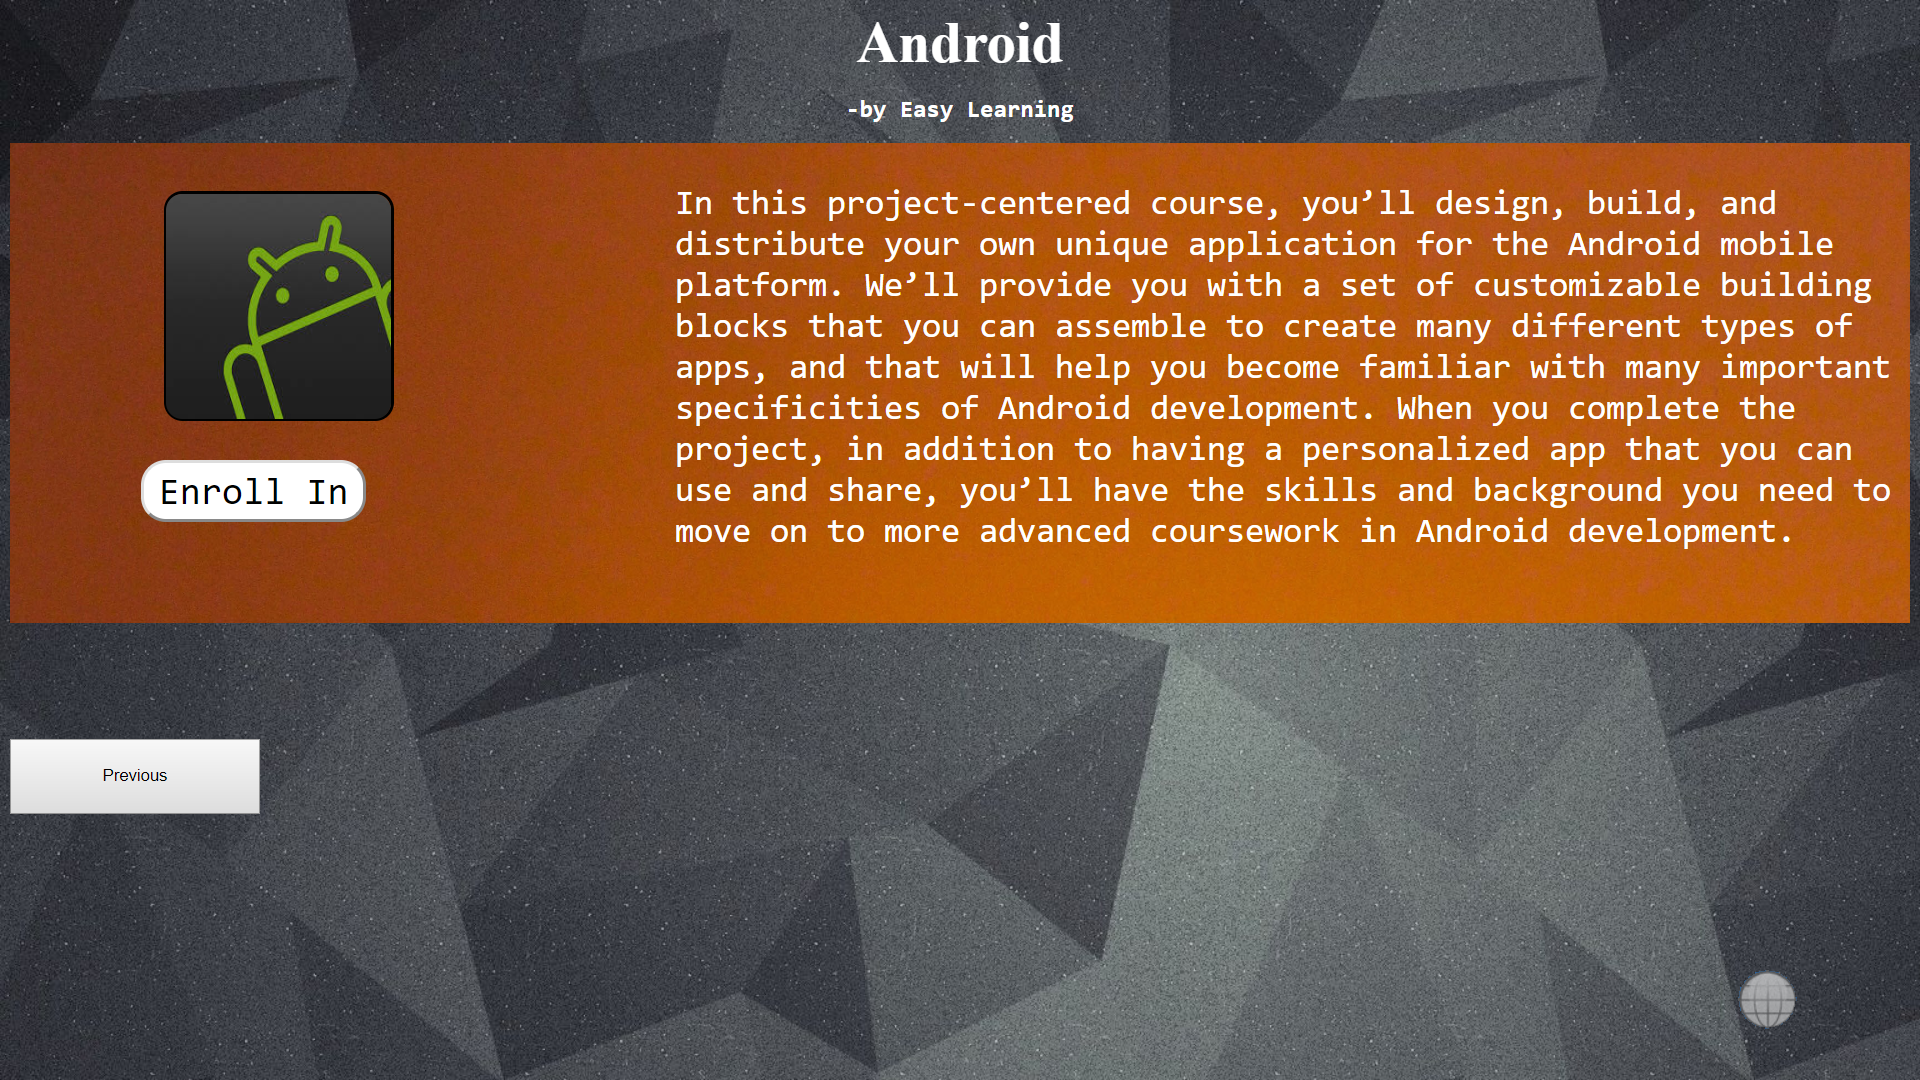 Android
-by Easy Learning
In this project-centered course, you’ll design, build, and
distribute your own unique application for the Android mobile
platform. We’ll provide you with a set of customizable building
blocks that you can assemble to create many different types of
apps, and that will help you become familiar with many important
specificities of Android development. When you complete the
project, in addition to having a personalized app that you can
use and share, you’ll have the skills and background you need to
move on to more advanced coursework in Android development.
Enroll In
Previous